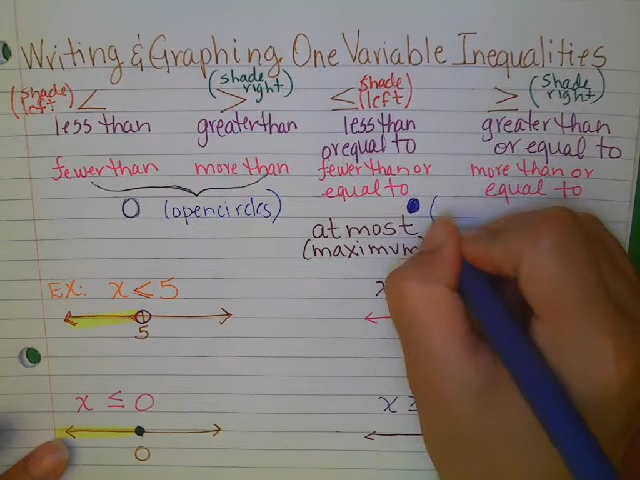 Writing & Graphing One Variable Inequalities
(shade left) < > (shade right) ≤ (shade left) ≥ (shade right)
less than greater than less than or equal to greater than or equal to
fewer than more than fewer than or equal to more than or equal to
O (open circles) ● (
at most
(maximum
EX: x < 5
5
x
x ≤ 0
0
x ≥